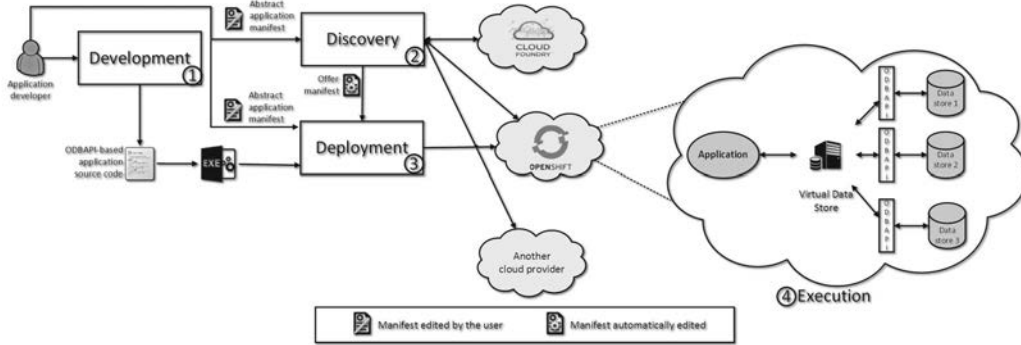 Abstract
application
manifest
Discovery
2
CLOUD
FOUNDRY
Development
1
Application
developer
Offer
manifest
Abstract
application
manifest
Deployment
3
OPENSHIFT
ODBAPI-based
application
source code
EXE
Another
cloud provider
Application
Virtual Data
Store
ODBAPI
Data
store 1
ODBAPI
Data
store 2
ODBAPI
Data
store 3
4 Execution
Manifest edited by the user
Manifest automatically edited